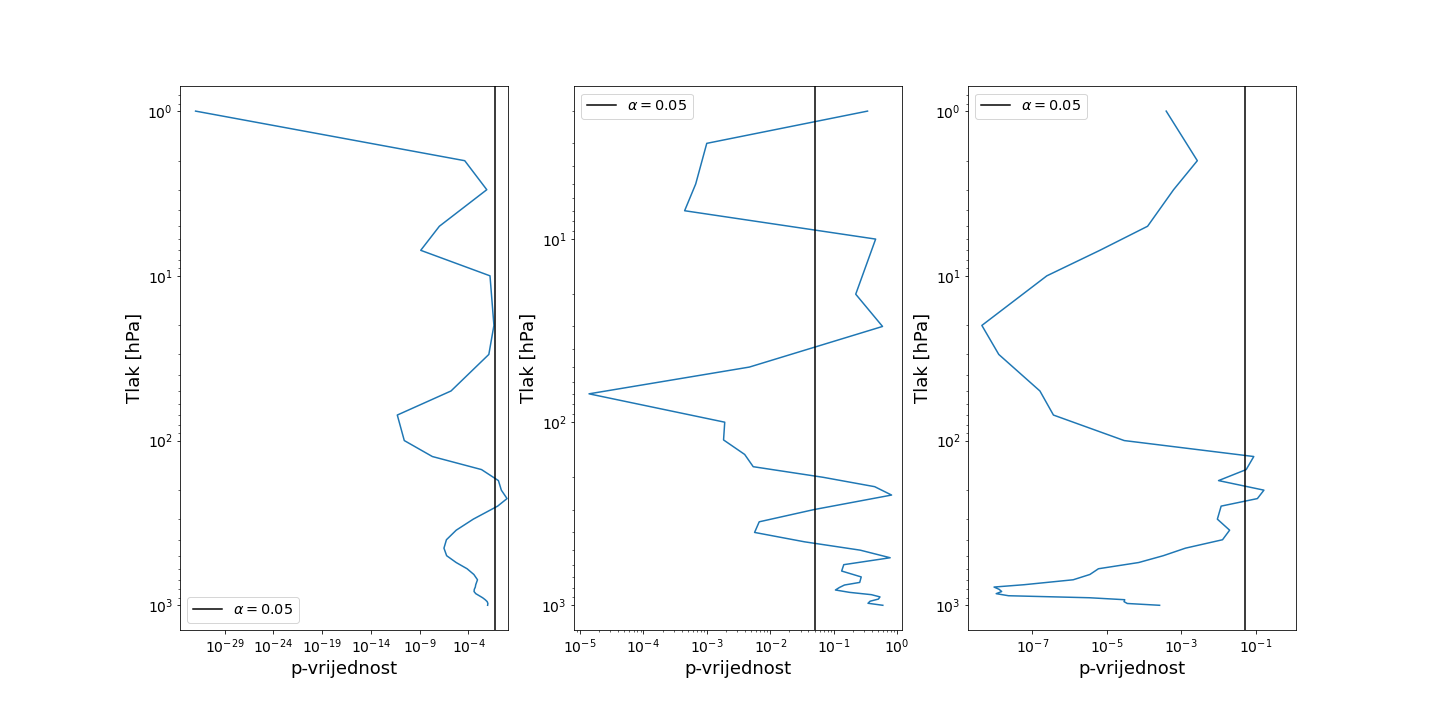 10⁰
10¹
10² 
10³
Tlak [hPa]
10⁻²⁹ 10⁻²⁴ 10⁻¹⁹ 10⁻¹⁴ 10⁻⁹ 10⁻⁴
p-vrijednost
α = 0.05
10¹
10²
10³
Tlak [hPa]
10⁻⁵ 10⁻⁴ 10⁻³ 10⁻² 10⁻¹ 10⁰
p-vrijednost
α = 0.05
10⁰
10¹
10²
10³
Tlak [hPa]
10⁻⁷ 10⁻⁵ 10⁻³ 10⁻¹
p-vrijednost
α = 0.05